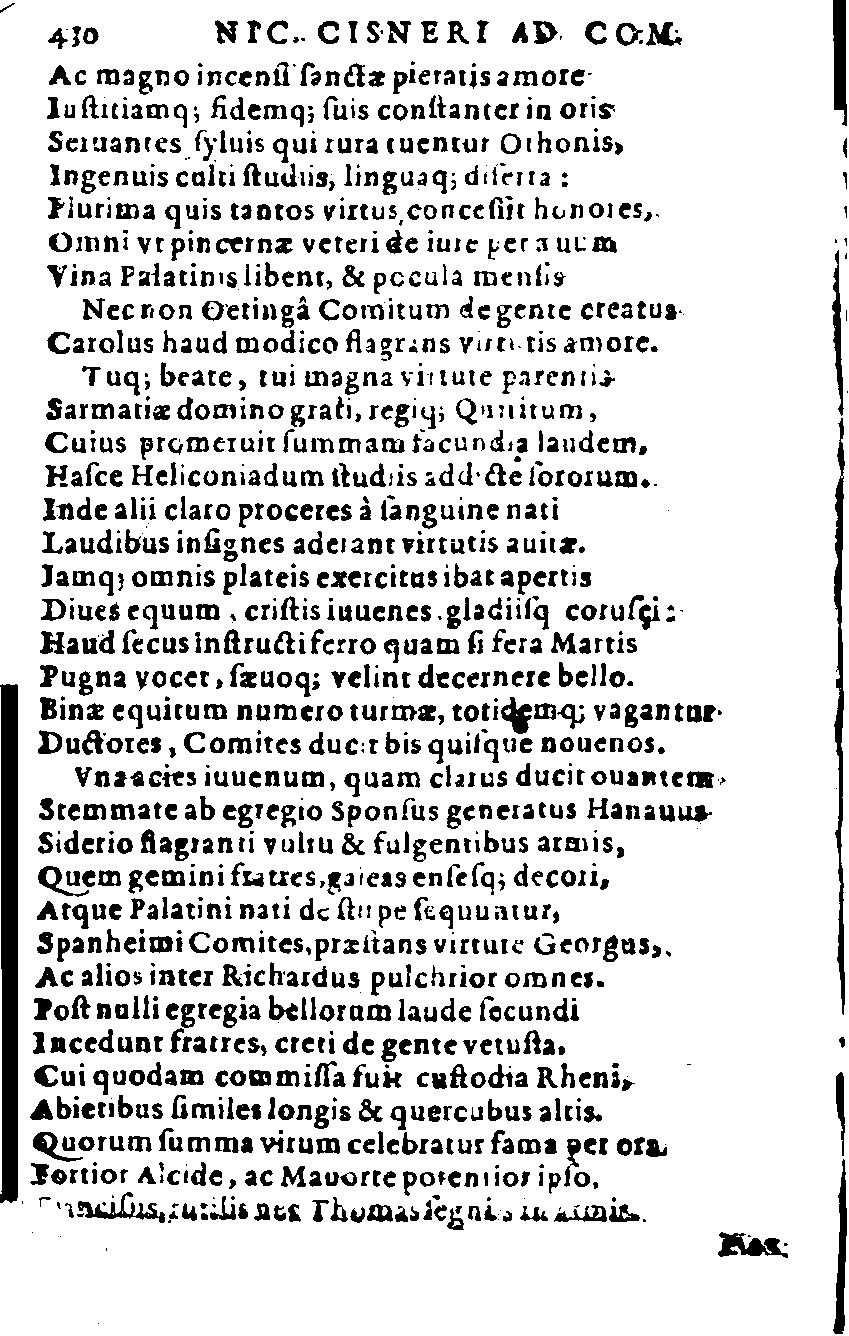 430 NIC. CISNERI AD COM.
Ac magno incensi sanctæ pietatis amore
Iustitiamq; fidemq; suis constanter in oris
Seruantes syluis qui rura tuentur Othonis,
Ingenuis culti studiis, linguaq; diserta:
Plurima quis tantos virtus concessit honores,
Omni vt pincernæ veteri de iure per auum
Vina Palatinis libent, & pocula mensis
Nec non Oetingâ Comitum de gente creatus
Carolus haud modico flagrans virtutis amore.
Tuq; beate, tui magna virtute parentis
Sarmatiæ domino grati, regiq; Quiritum,
Cuius promeruit summam facundia laudem,
Hasce Heliconiadum studiis addicte sororum.
Inde alii claro proceres à sanguine nati
Laudibus insignes aderant virtutis auitæ.
Jamq; omnis plateis exercitus ibat apertis
Diues equum, cristis iuuenes gladiisq corusçi:
Haud secus instructi ferro quam si fera Martis
Pugna vocet, sæuoq; velint decernere bello.
Binæ equitum numero turmæ, totidemq; vagantur
Ductores, Comites ducit bis quisque nouenos.
Vna acies iuuenum, quam clarus ducit ouantem
Stemmate ab egregio Sponsus generatus Hanauus
Siderio flagranti vultu & fulgentibus armis,
Quem gemini fratres, galeas ensesq; decori,
Atque Palatini nati de stirpe sequuntur,
Spanheimi Comites, præstans virtute Georgus,
Ac alios inter Richardus pulchrior omnes.
Post nulli egregia bellorum laude secundi
Incedunt fratres, creti de gente vetusta,
Cui quodam commissa fuit custodia Rheni,
Abietibus similes longis & quercubus altis.
Quorum summa virum celebratur fama per ora
Fortior Alcide, ac Mauorte potentior ipso,
Franciscus, rutilis nec Thomas segnis in armis.